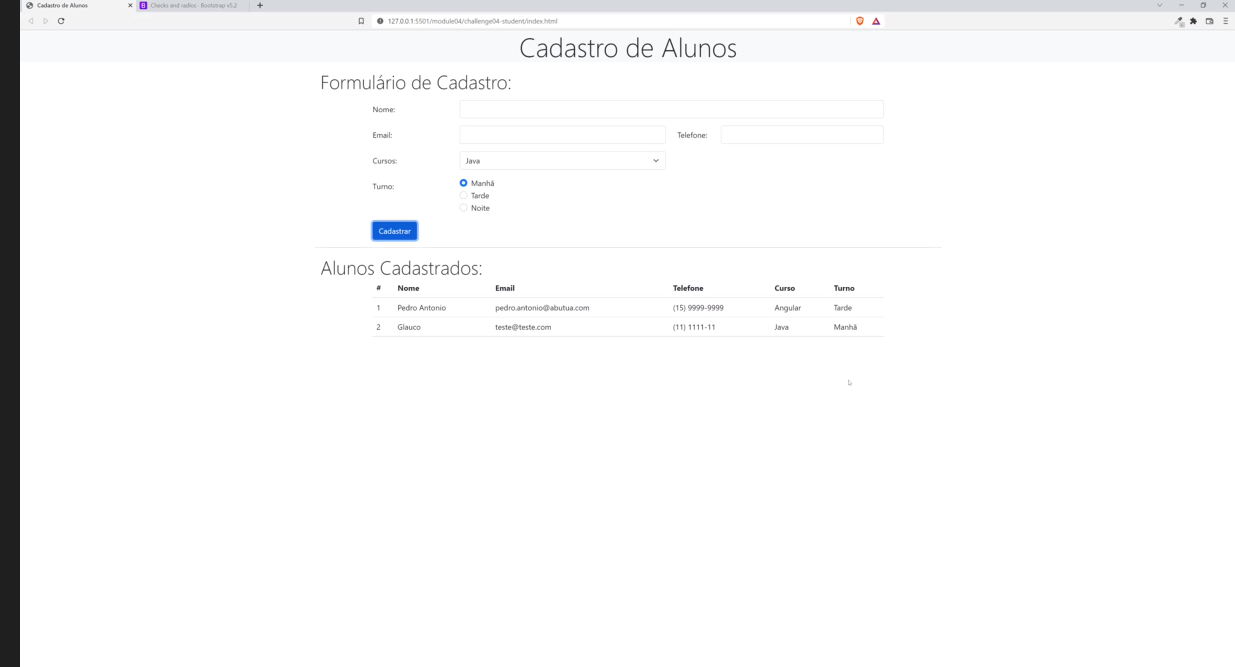 Cadastro de Alunos
Checks and radios · Bootstrap v5.2
127.0.0.1:5501/module04/challenge04-student/index.html
Cadastro de Alunos
Formulário de Cadastro:
Nome:
Email: Telefone:
Cursos: Java
Turno: Manhã
Tarde
Noite
Cadastrar
Alunos Cadastrados:
# Nome Email Telefone Curso Turno
1 Pedro Antonio pedro.antonio@abutua.com (15) 9999-9999 Angular Tarde
2 Glauco teste@teste.com (11) 1111-11 Java Manhã